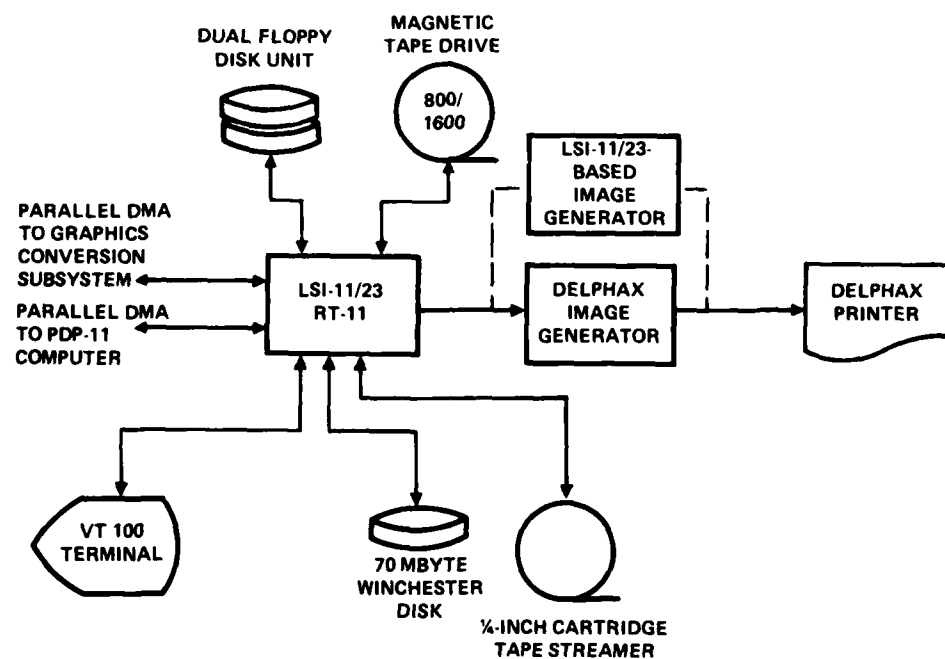 DUAL FLOPPY
DISK UNIT
MAGNETIC
TAPE DRIVE
800/
1600
LSI-11/23-
BASED
IMAGE
GENERATOR
PARALLEL DMA
TO GRAPHICS
CONVERSION
SUBSYSTEM
PARALLEL DMA
TO PDP-11
COMPUTER
LSI-11/23
RT-11
DELPHAX
IMAGE
GENERATOR
DELPHAX
PRINTER
VT 100
TERMINAL
70 MBYTE
WINCHESTER
DISK
¼-INCH CARTRIDGE
TAPE STREAMER